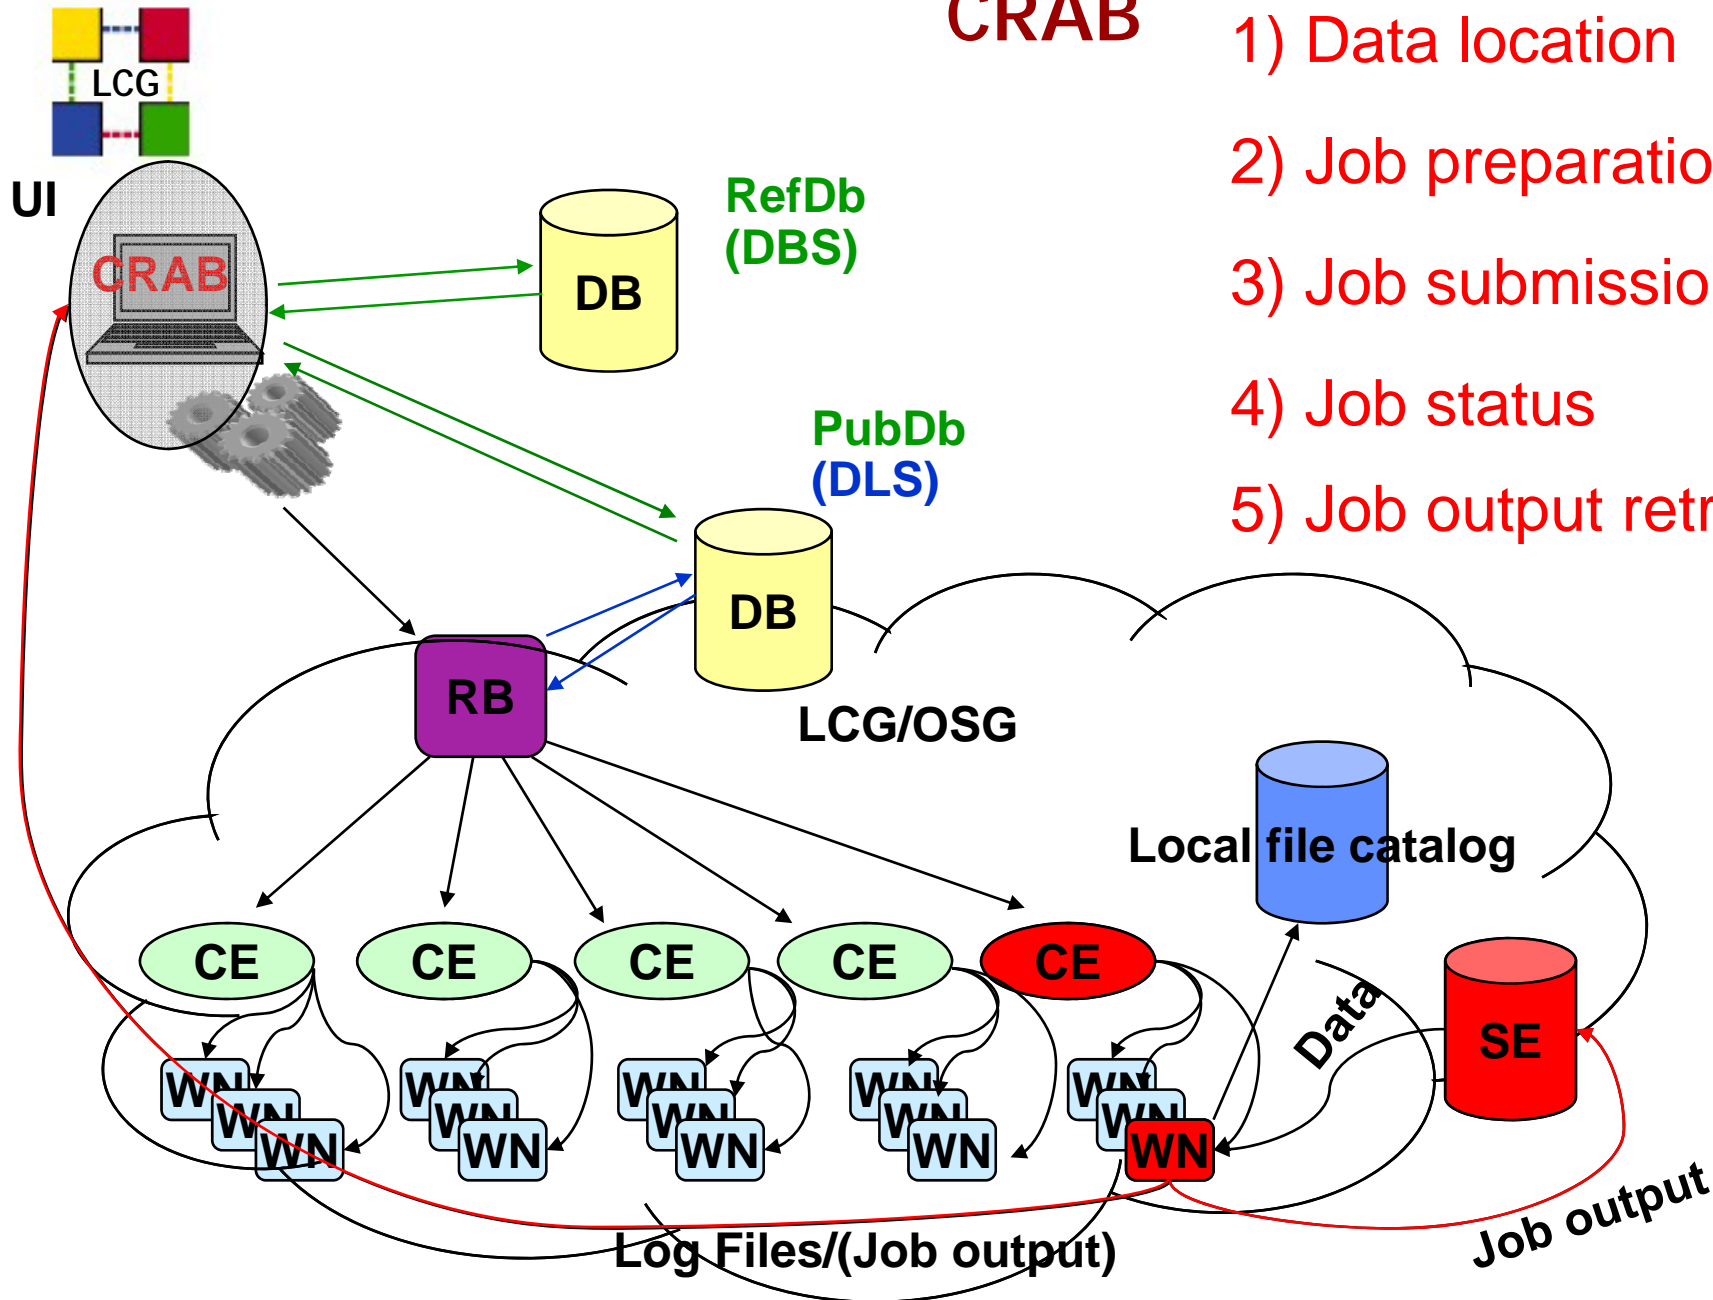 CRAB
1) Data location
2) Job preparatio
3) Job submissio
4) Job status
5) Job output retr
LCG
UI
CRAB
RefDb
(DBS)
DB
PubDb
(DLS)
DB
RB
LCG/OSG
Local file catalog
CE CE CE CE CE
Data
SE
WN WN WN WN WN
WN WN WN WN WN
WN WN WN WN WN
Job output
Log Files/(Job output)